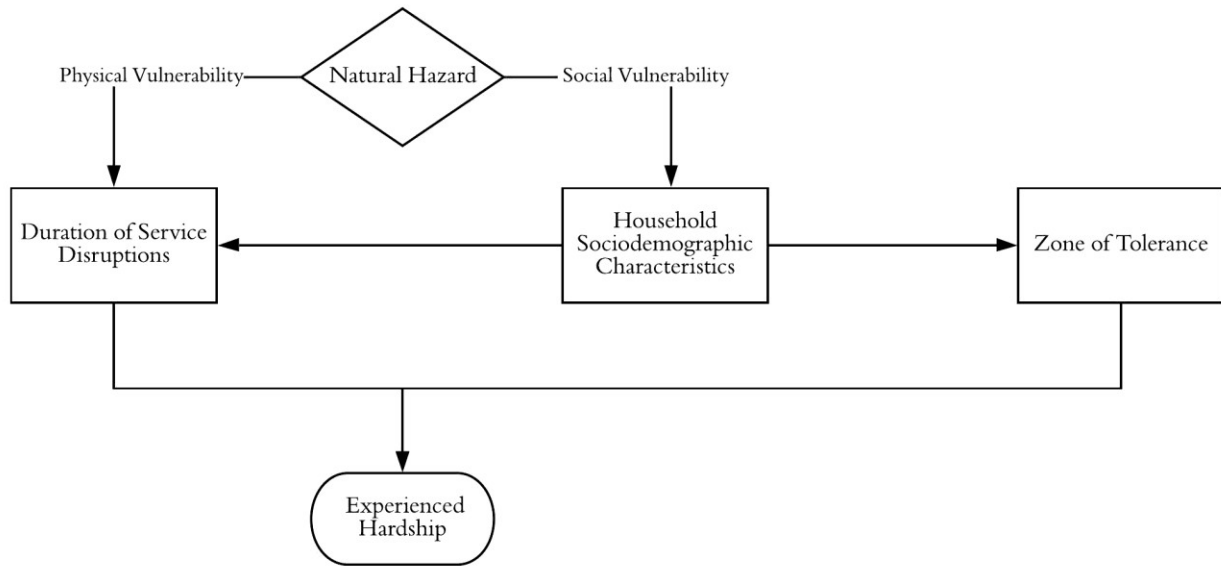 Physical Vulnerability
Natural Hazard
Social Vulnerability
Duration of Service
Disruptions
Household
Sociodemographic
Characteristics
Zone of Tolerance
Experienced
Hardship